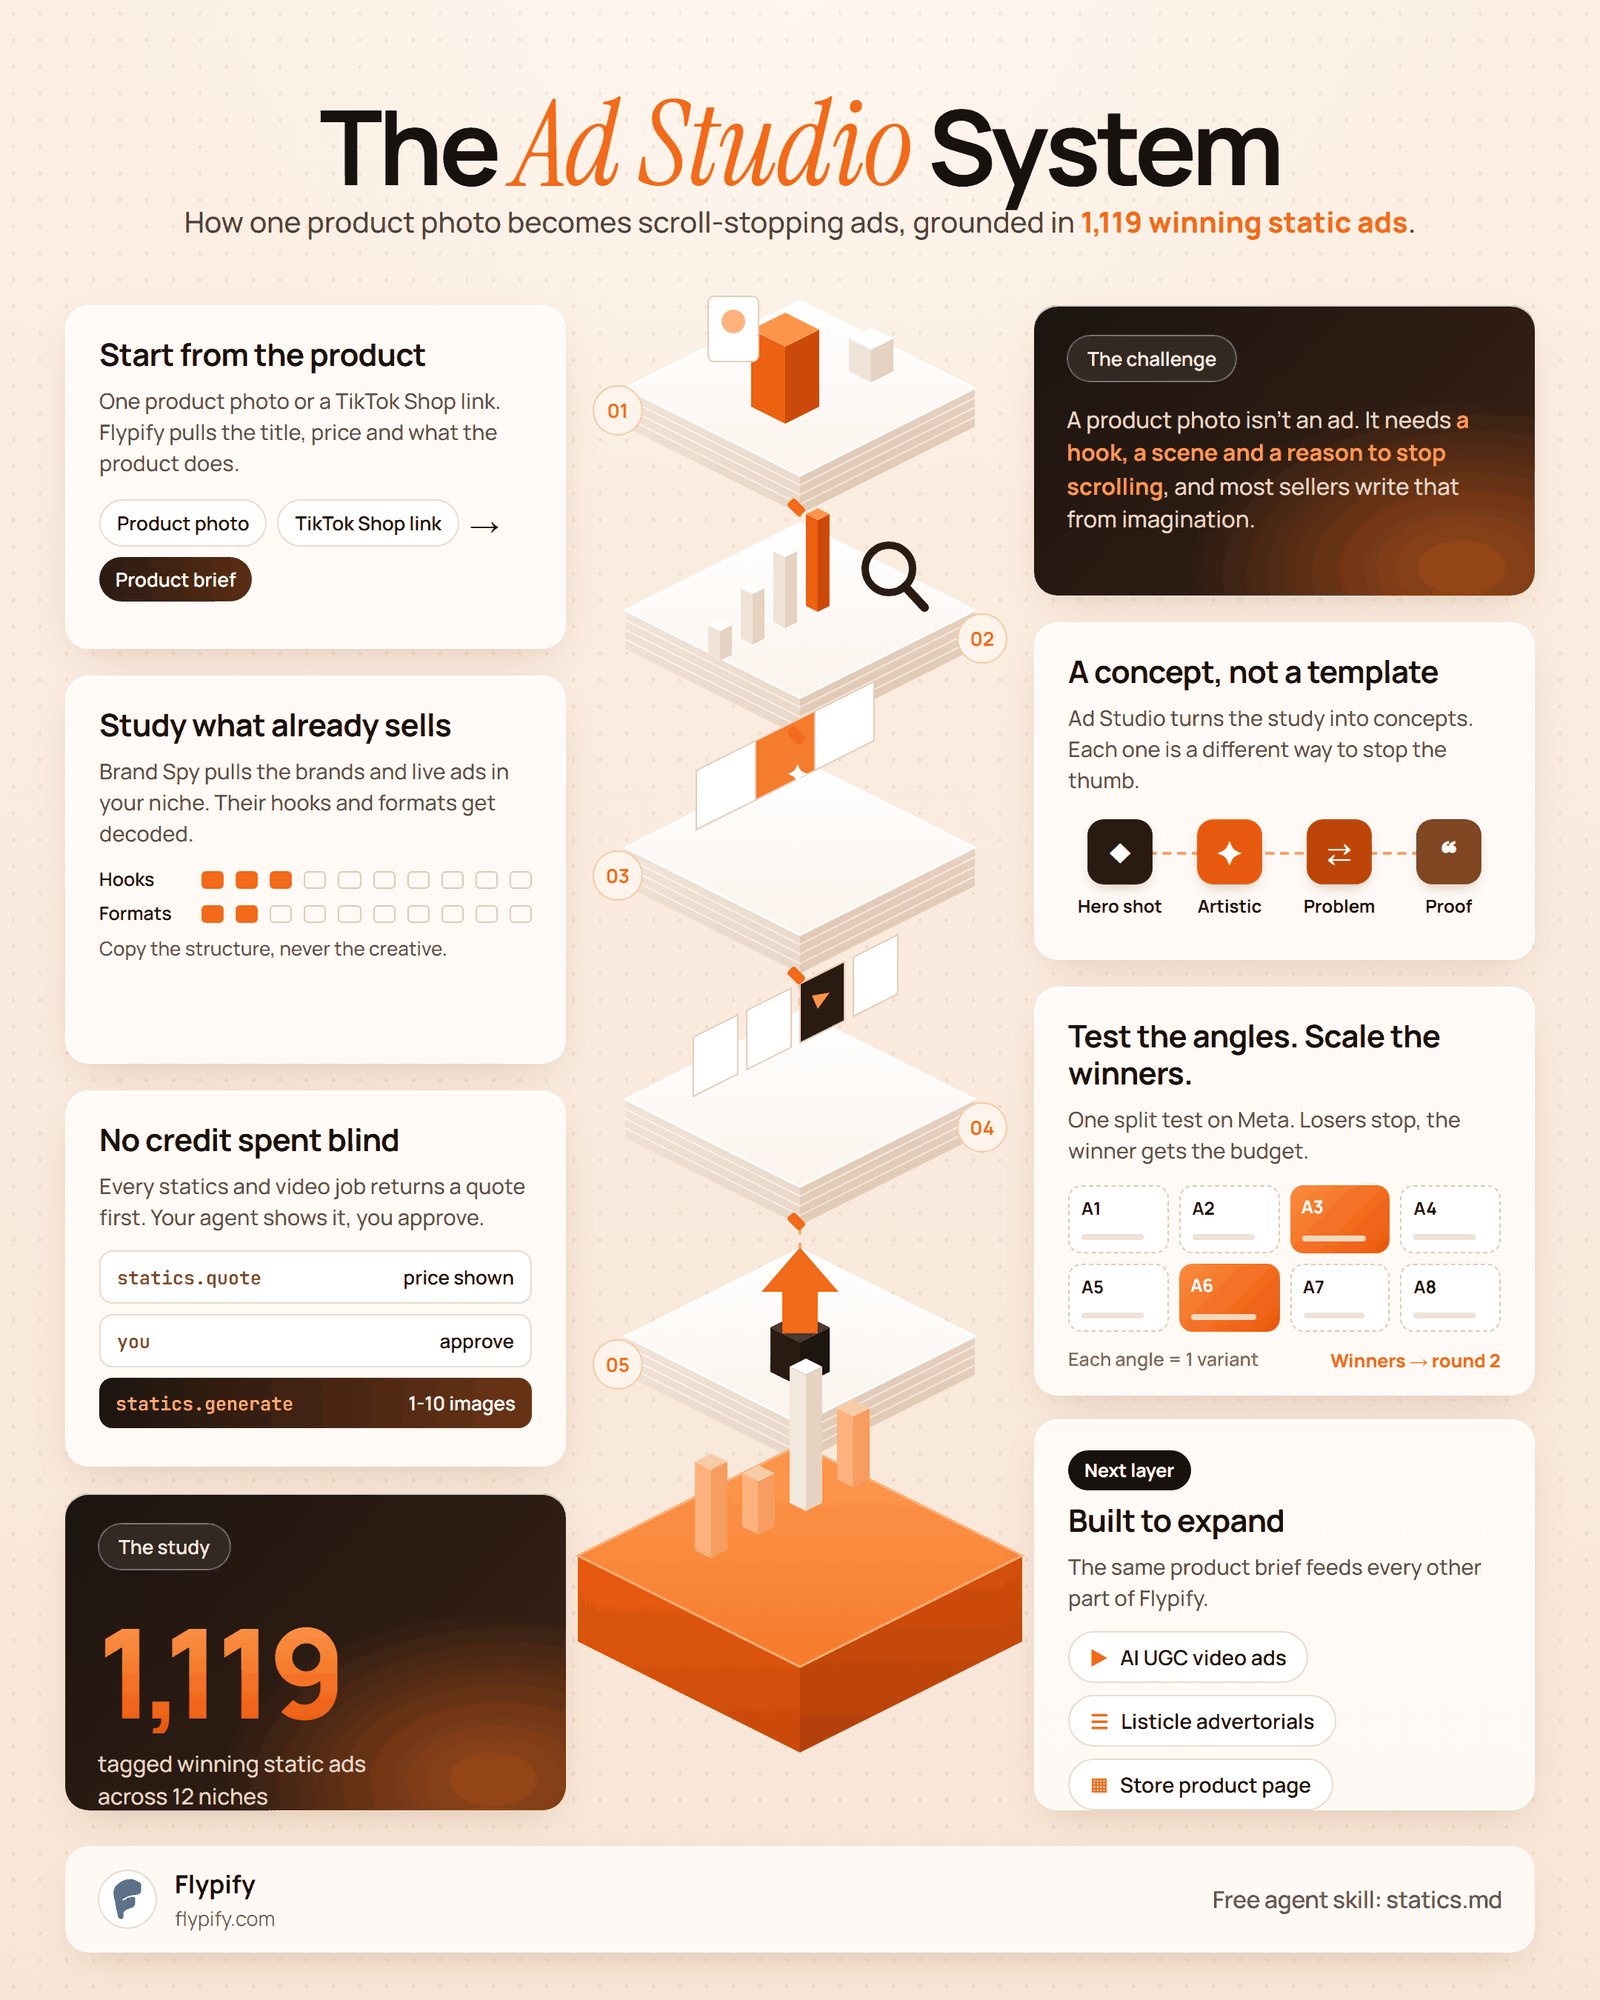 The Ad Studio System
How one product photo becomes scroll-stopping ads, grounded in 1,119 winning static ads.
Start from the product
One product photo or a TikTok Shop link.
Flypify pulls the title, price and what the
product does.
Product photo
TikTok Shop link →
Product brief
Study what already sells
Brand Spy pulls the brands and live ads in
your niche. Their hooks and formats get
decoded.
Hooks
Formats
Copy the structure, never the creative.
No credit spent blind
Every statics and video job returns a quote
first. Your agent shows it, you approve.
statics.quote price shown
you approve
statics.generate 1-10 images
The study
1,119
tagged winning static ads
across 12 niches
01
02
03
04
05
The challenge
A product photo isn't an ad. It needs a
hook, a scene and a reason to stop
scrolling, and most sellers write that
from imagination.
A concept, not a template
Ad Studio turns the study into concepts.
Each one is a different way to stop the
thumb.
Hero shot Artistic Problem Proof
Test the angles. Scale the
winners.
One split test on Meta. Losers stop, the
winner gets the budget.
A1 A2 A3 A4
A5 A6 A7 A8
Each angle = 1 variant Winners → round 2
Next layer
Built to expand
The same product brief feeds every other
part of Flypify.
AI UGC video ads
Listicle advertorials
Store product page
Flypify
flypify.com
Free agent skill: statics.md